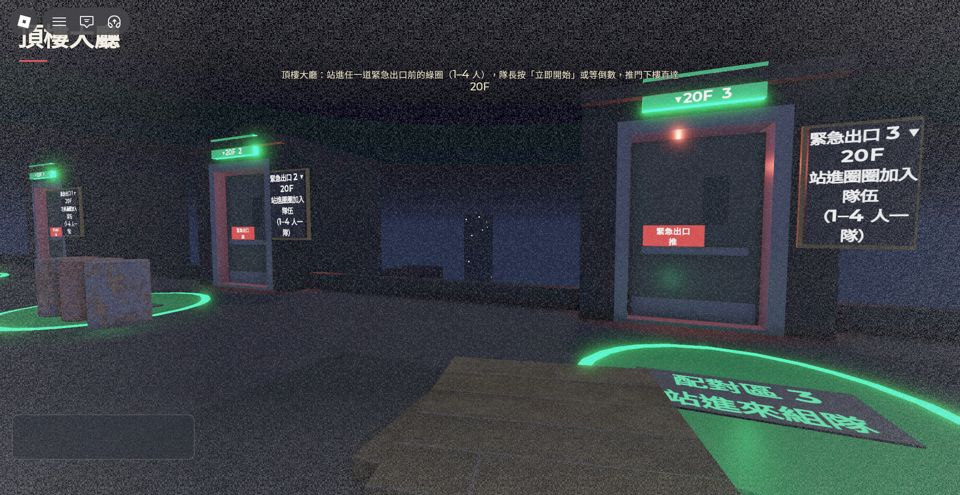 頂樓大廳
頂樓大廳：站進任一道緊急出口前的綠圈（1–4 人），隊長按「立即開始」或等倒數，推門下樓直達
20F
▼20F 3
緊急出口 3 ▼
20F
站進圈圈加入
隊伍
（1–4 人一
隊）
緊急出口
推
▼20F 2
緊急出口 2 ▼
20F
站進圈圈加入
隊伍
（1–4 人一
隊）
緊急出口
推
配對區 3
站進來組隊